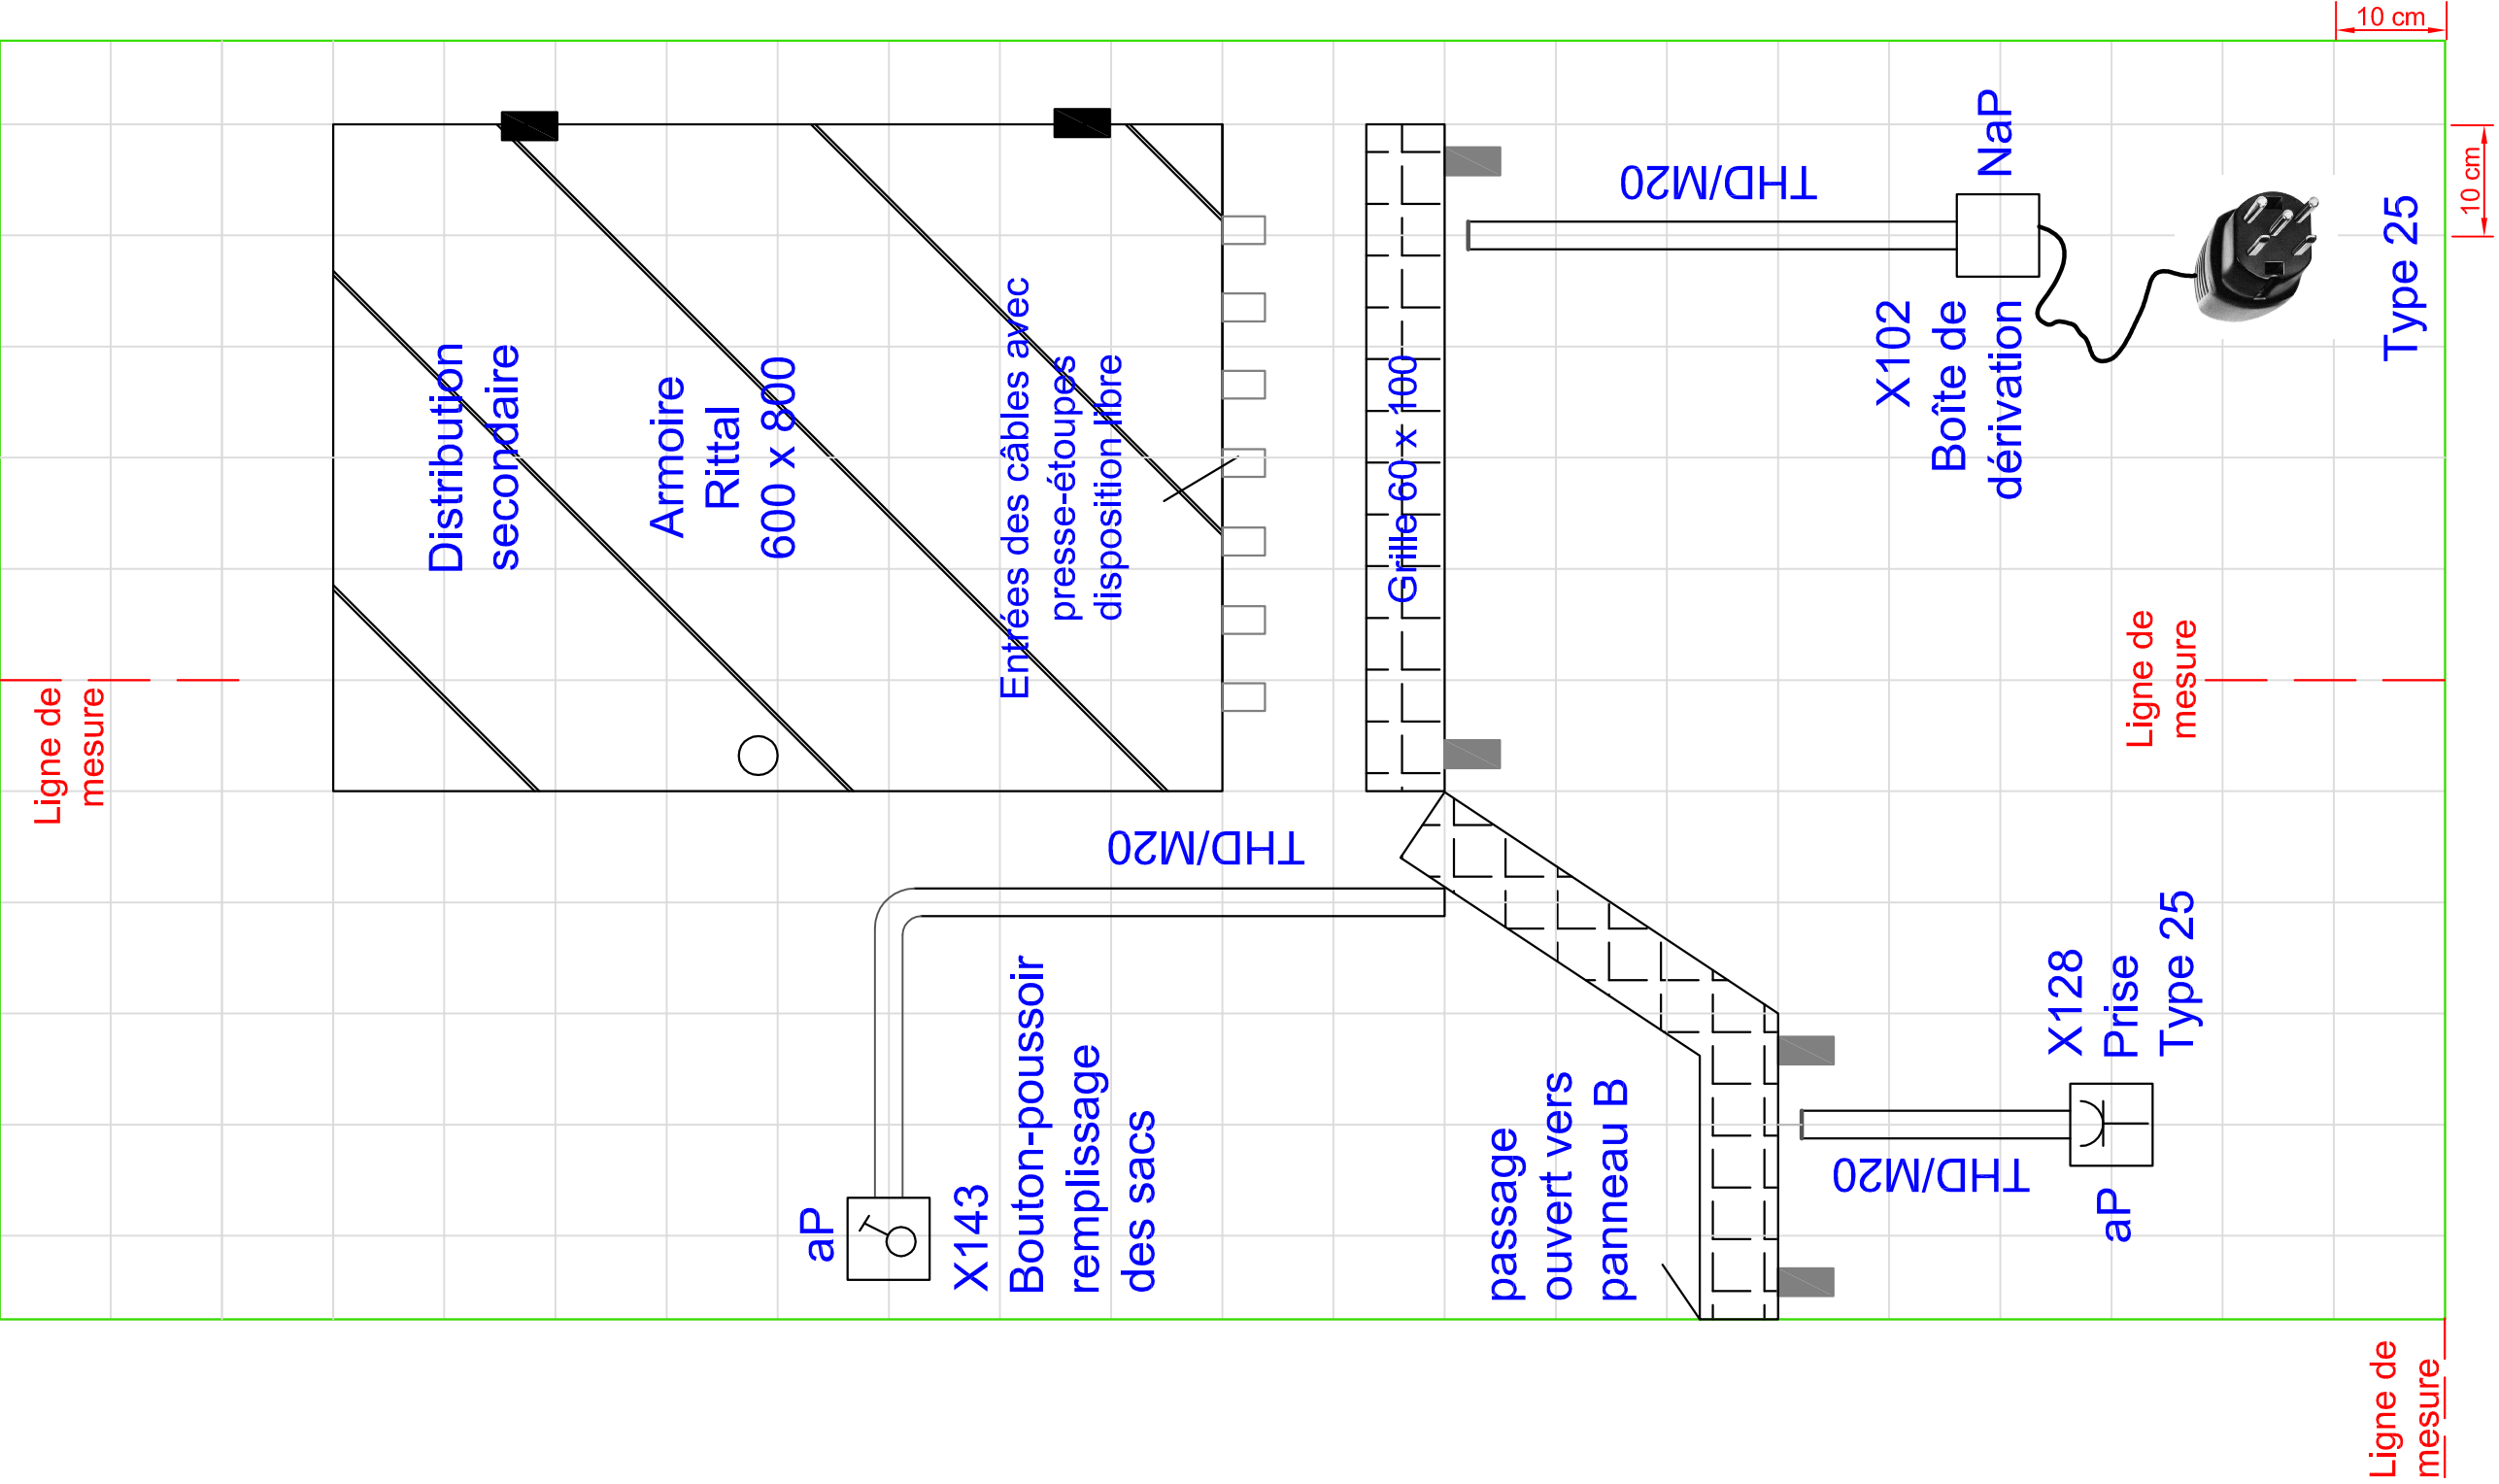 10 cm
10 cm
Distribution
secondaire
Armoire
Rittal
600 x 800
Entrées des câbles avec
presse-étoupes
disposition libre
Grille 60 x 100
THD/M20
NaP
X102
Boîte de
dérivation
Type 25
Ligne de
mesure
Ligne de
mesure
THD/M20
aP
X143
Bouton-poussoir
remplissage
des sacs
passage
ouvert vers
panneau B
THD/M20
X128
Prise
Type 25
aP
Ligne de
mesure